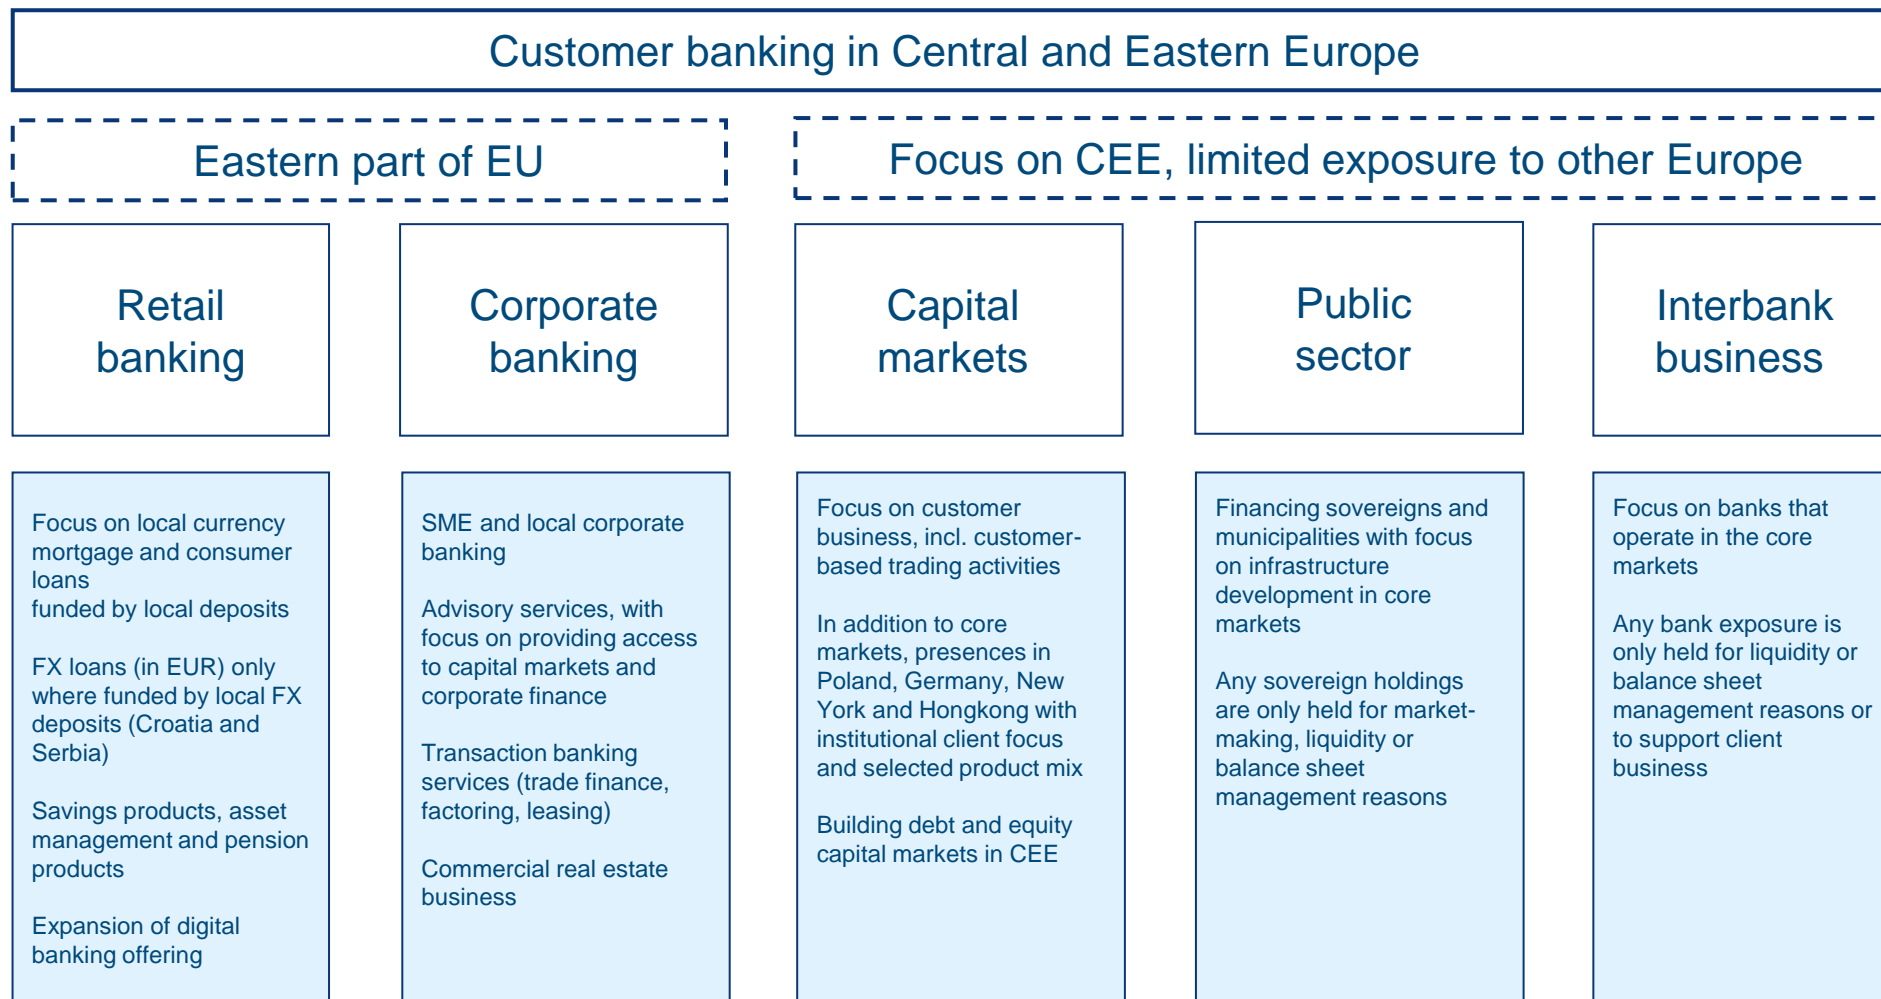 Customer banking in Central and Eastern Europe
Eastern part of EU
Focus on CEE, limited exposure to other Europe
Retail
banking
Corporate
banking
Capital
markets
Public
sector
Interbank
business
Focus on local currency
mortgage and consumer
loans
funded by local deposits
FX loans (in EUR) only
where funded by local FX
deposits (Croatia and
Serbia)
Savings products, asset
management and pension
products
Expansion of digital
banking offering
SME and local corporate
banking
Advisory services, with
focus on providing access
to capital markets and
corporate finance
Transaction banking
services (trade finance,
factoring, leasing)
Commercial real estate
business
Focus on customer
business, incl. customer-
based trading activities
In addition to core
markets, presences in
Poland, Germany, New
York and Hongkong with
institutional client focus
and selected product mix
Building debt and equity
capital markets in CEE
Financing sovereigns and
municipalities with focus
on infrastructure
development in core
markets
Any sovereign holdings
are only held for market-
making, liquidity or
balance sheet
management reasons
Focus on banks that
operate in the core
markets
Any bank exposure is
only held for liquidity or
balance sheet
management reasons or
to support client
business